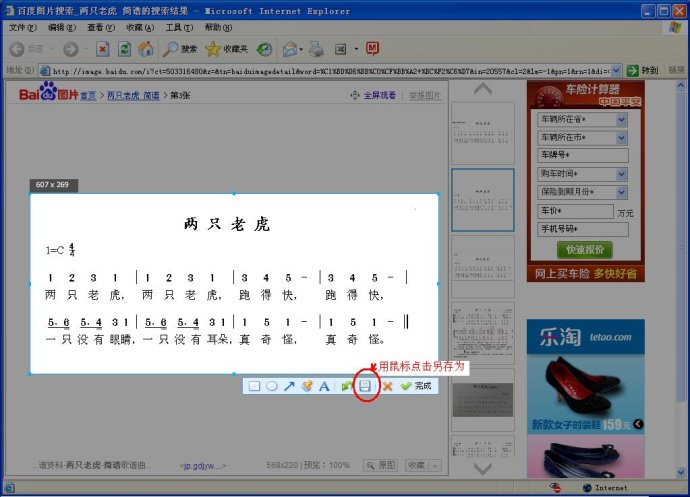 百度图片搜索_两只老虎 简谱的搜索结果 - Microsoft Internet Explorer
文件(F) 编辑(E) 查看(V) 收藏(A) 工具(T) 帮助(H)
后退 搜索 收藏夹
地址(D) http://image.baidu.com/i?ct=503316480&z=&tn=baiduimagedetail&word=%C1%BD%D6%BB%C0%CF%BB%A2+%BC%F2%C6%D7&in=20557&cl=2&lm=-1&pn=1&rn=1&di= 转到 链接
Baidu图片 首页 > 两只老虎 简谱 > 第3张 全屏观看 | 举报图片
607 x 269
两只老虎
1=C 4/4
1 2 3 1 | 1 2 3 1 | 3 4 5 - | 3 4 5 - |
两只老虎, 两只老虎, 跑得快, 跑得快,
5.6 5.4 3 1 | 5.6 5.4 3 1 | 1 5 1 - | 1 5 1 - ‖
一只没有眼睛,一只没有耳朵,真奇怪, 真奇怪。
用鼠标点击另存为
A 完成
...谱资料-两只老虎-简谱歌谱曲... <jp.gdjyw....> 568x220 | 预览:100% 原图 收藏
车险计算器
中国平安
车辆所在省*
车辆所在市*
车牌号*
购车时间*
保险到期月份*
车价* 万元
手机号码*
快速报价
网上买车险 多快好省
乐淘 letao.com
新款女子时装鞋 159元
Internet